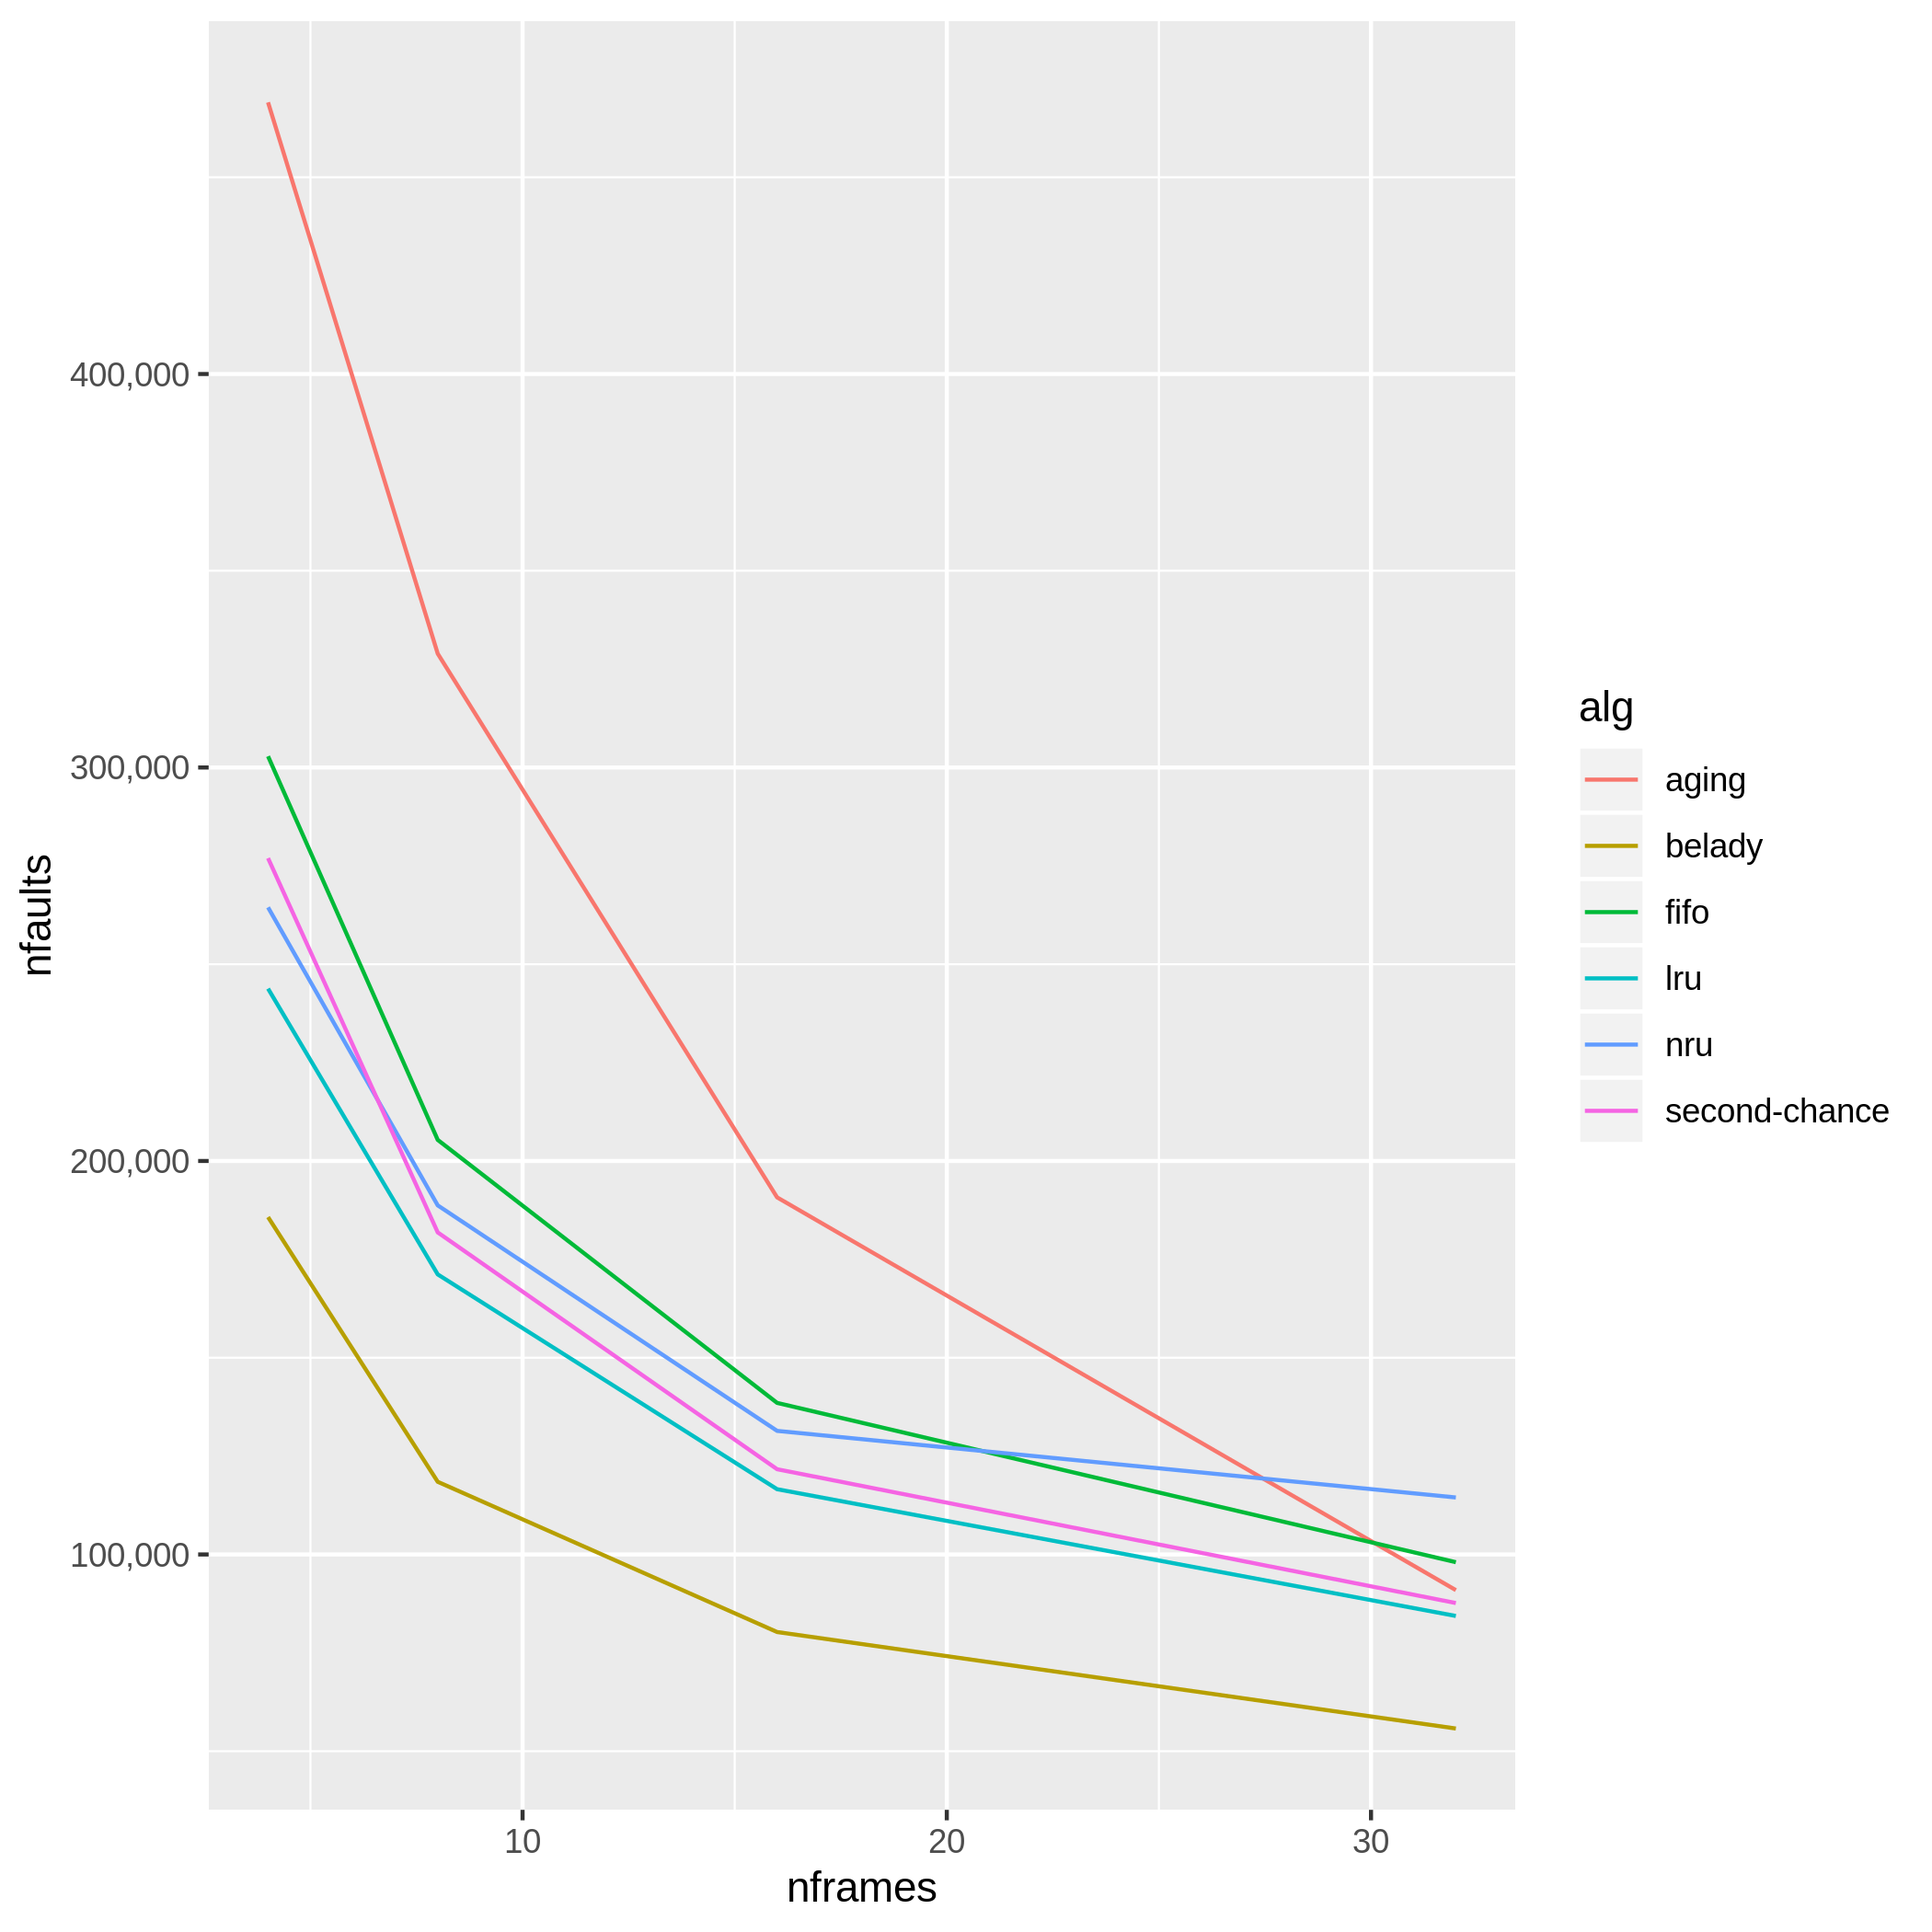 nfaults
400,000
300,000
200,000
100,000
10
20
30
nframes
alg
aging
belady
fifo
lru
nru
second-chance